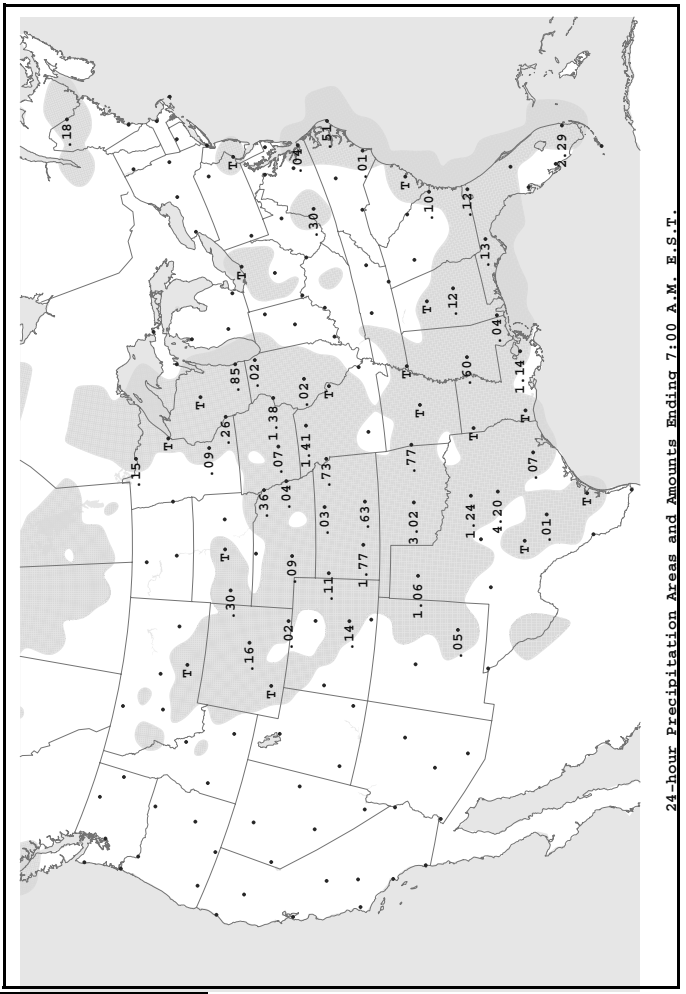 .18
.15
T
T
T
.09
T
.26
.30
T
.85
T
.16
.02
.36
T
1.38
.07
.04
.02
.09
.04
.02
1.41
.30
.03
.73
.51
.11
T
.14
.01
1.77
.63
T
T
.77
3.02
1.06
T
T
.10
.12
.05
.12
.60
1.24
T
.13
.04
4.20
1.14
T
T
.07
.01
2.29
T
24-hour Precipitation Areas and Amounts Ending 7:00 A.M. E.S.T.